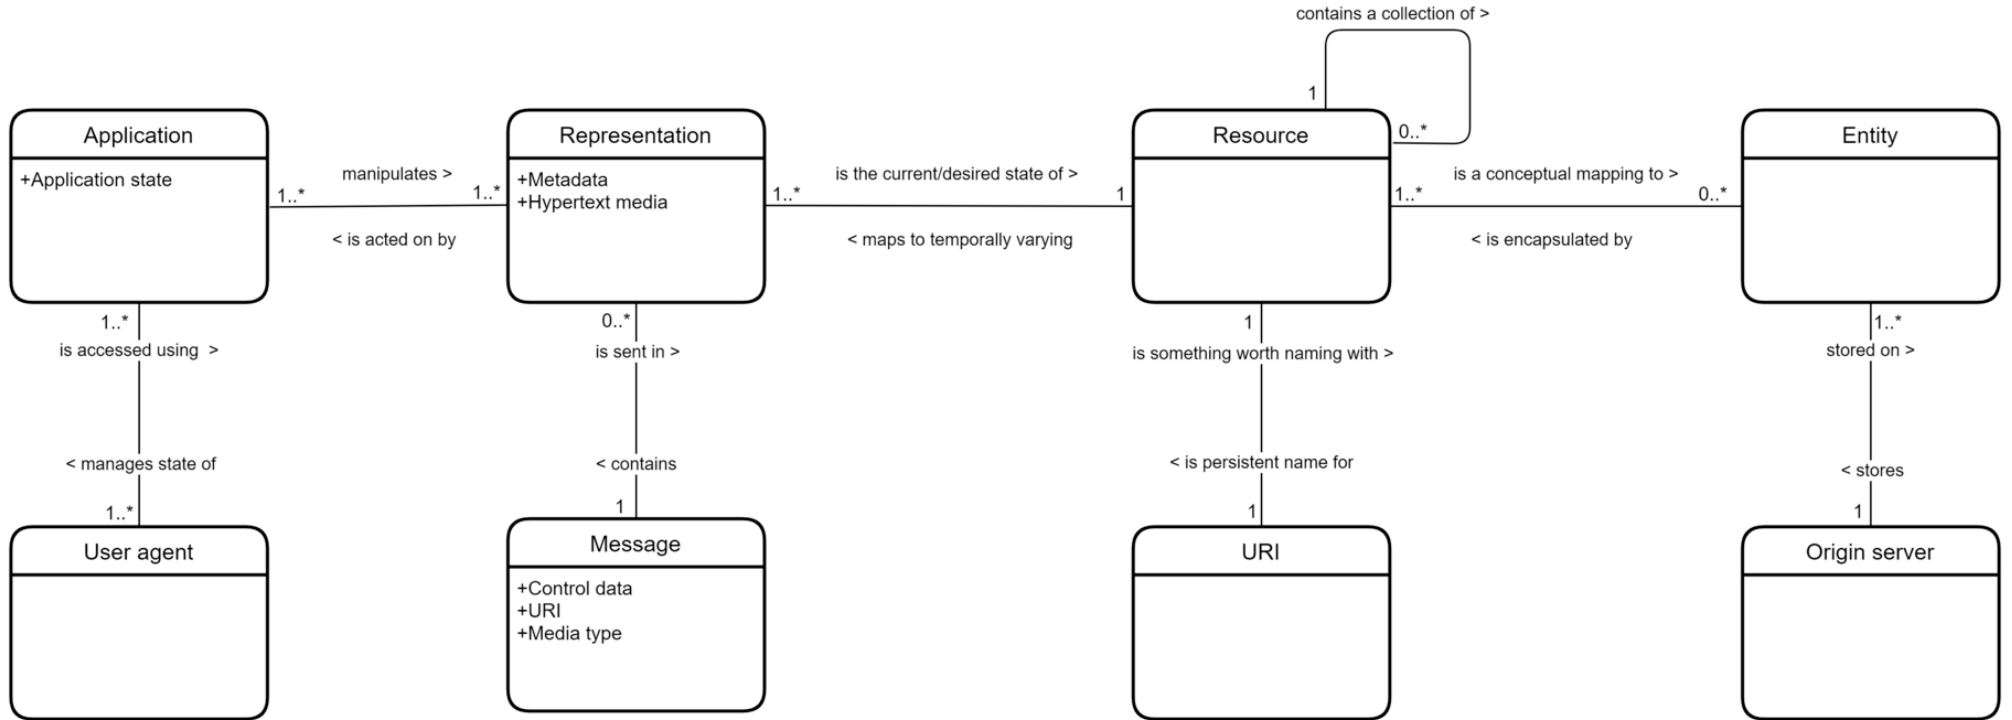 contains a collection of >
1
0..*
Application
+Application state
1..*
manipulates >
1..*
< is acted on by
Representation
+Metadata
+Hypertext media
1..*
is the current/desired state of >
1
< maps to temporally varying
Resource
1..*
is a conceptual mapping to >
0..*
< is encapsulated by
Entity
1..*
is accessed using >
< manages state of
1..*
0..*
is sent in >
< contains
1
1
is something worth naming with >
< is persistent name for
1
1..*
stored on >
< stores
1
User agent
Message
+Control data
+URI
+Media type
URI
Origin server